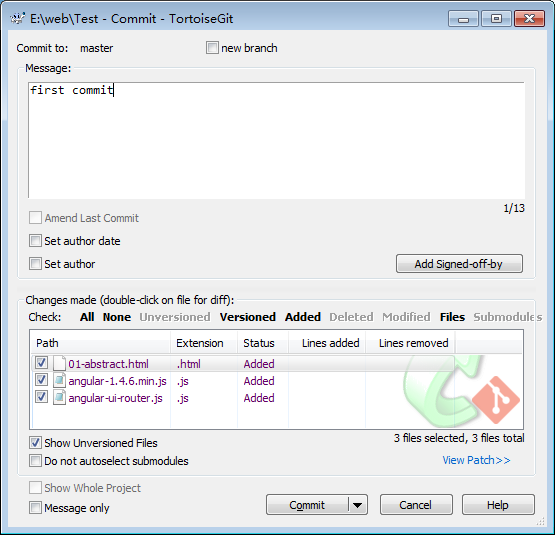 E:\web\Test - Commit - TortoiseGit
Commit to: master new branch
Message:
first commit
1/13
Amend Last Commit
Set author date
Set author
Add Signed-off-by
Changes made (double-click on file for diff):
Check: All None Unversioned Versioned Added Deleted Modified Files Submodules
Path Extension Status Lines added Lines removed
01-abstract.html .html Added
angular-1.4.6.min.js .js Added
angular-ui-router.js .js Added
3 files selected, 3 files total
Show Unversioned Files
Do not autoselect submodules
View Patch>>
Show Whole Project
Message only
Commit Cancel Help